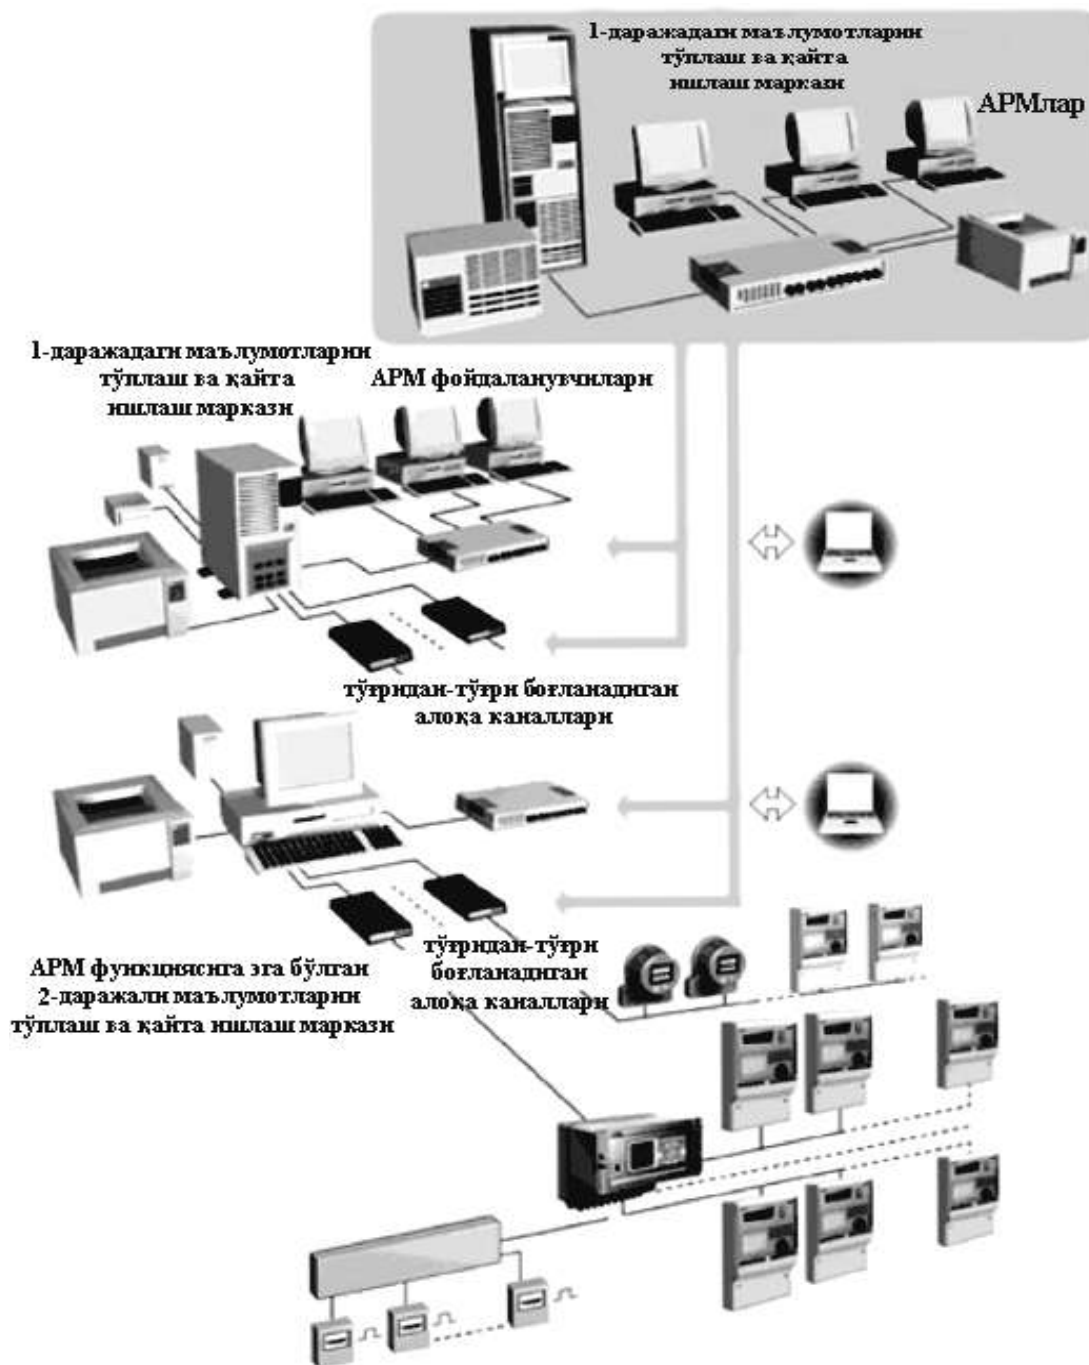 1-даражадаги маълумотларни
тўплаш ва қайта
ишлаш маркази
АРМлар
1-даражадаги маълумотларни
тўплаш ва қайта
ишлаш маркази
АРМ фойдаланувчилари
тўғридан-тўғри боғланадиган
алоқа каналлари
АРМ функциясига эга бўлган
2-даражали маълумотларни
тўплаш ва қайта ишлаш маркази
тўғридан-тўғри
боғланадиган
алоқа каналлари